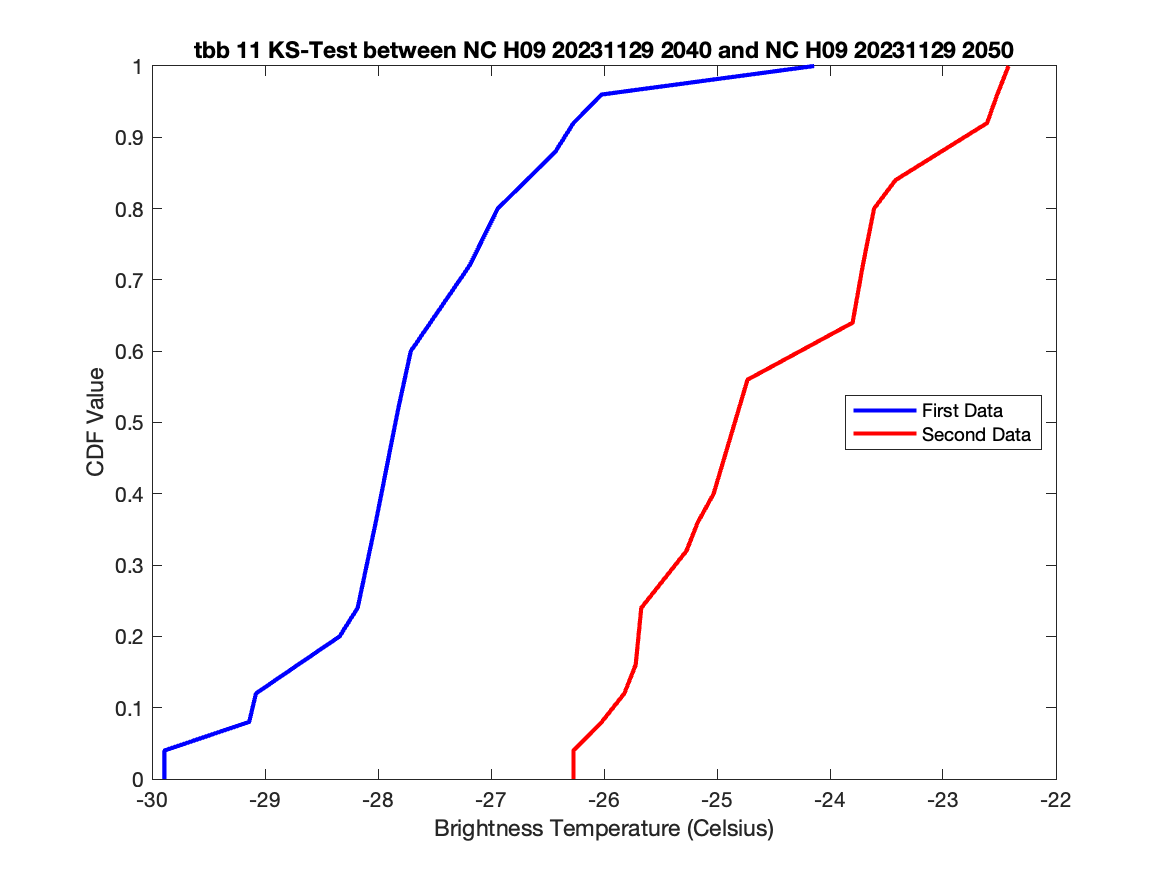 tbb 11 KS-Test between NC H09 20231129 2040 and NC H09 20231129 2050
1
0.9
0.8
0.7
0.6
0.5
0.4
0.3
0.2
0.1
0
CDF Value
First Data
Second Data
-30 -29 -28 -27 -26 -25 -24 -23 -22
Brightness Temperature (Celsius)